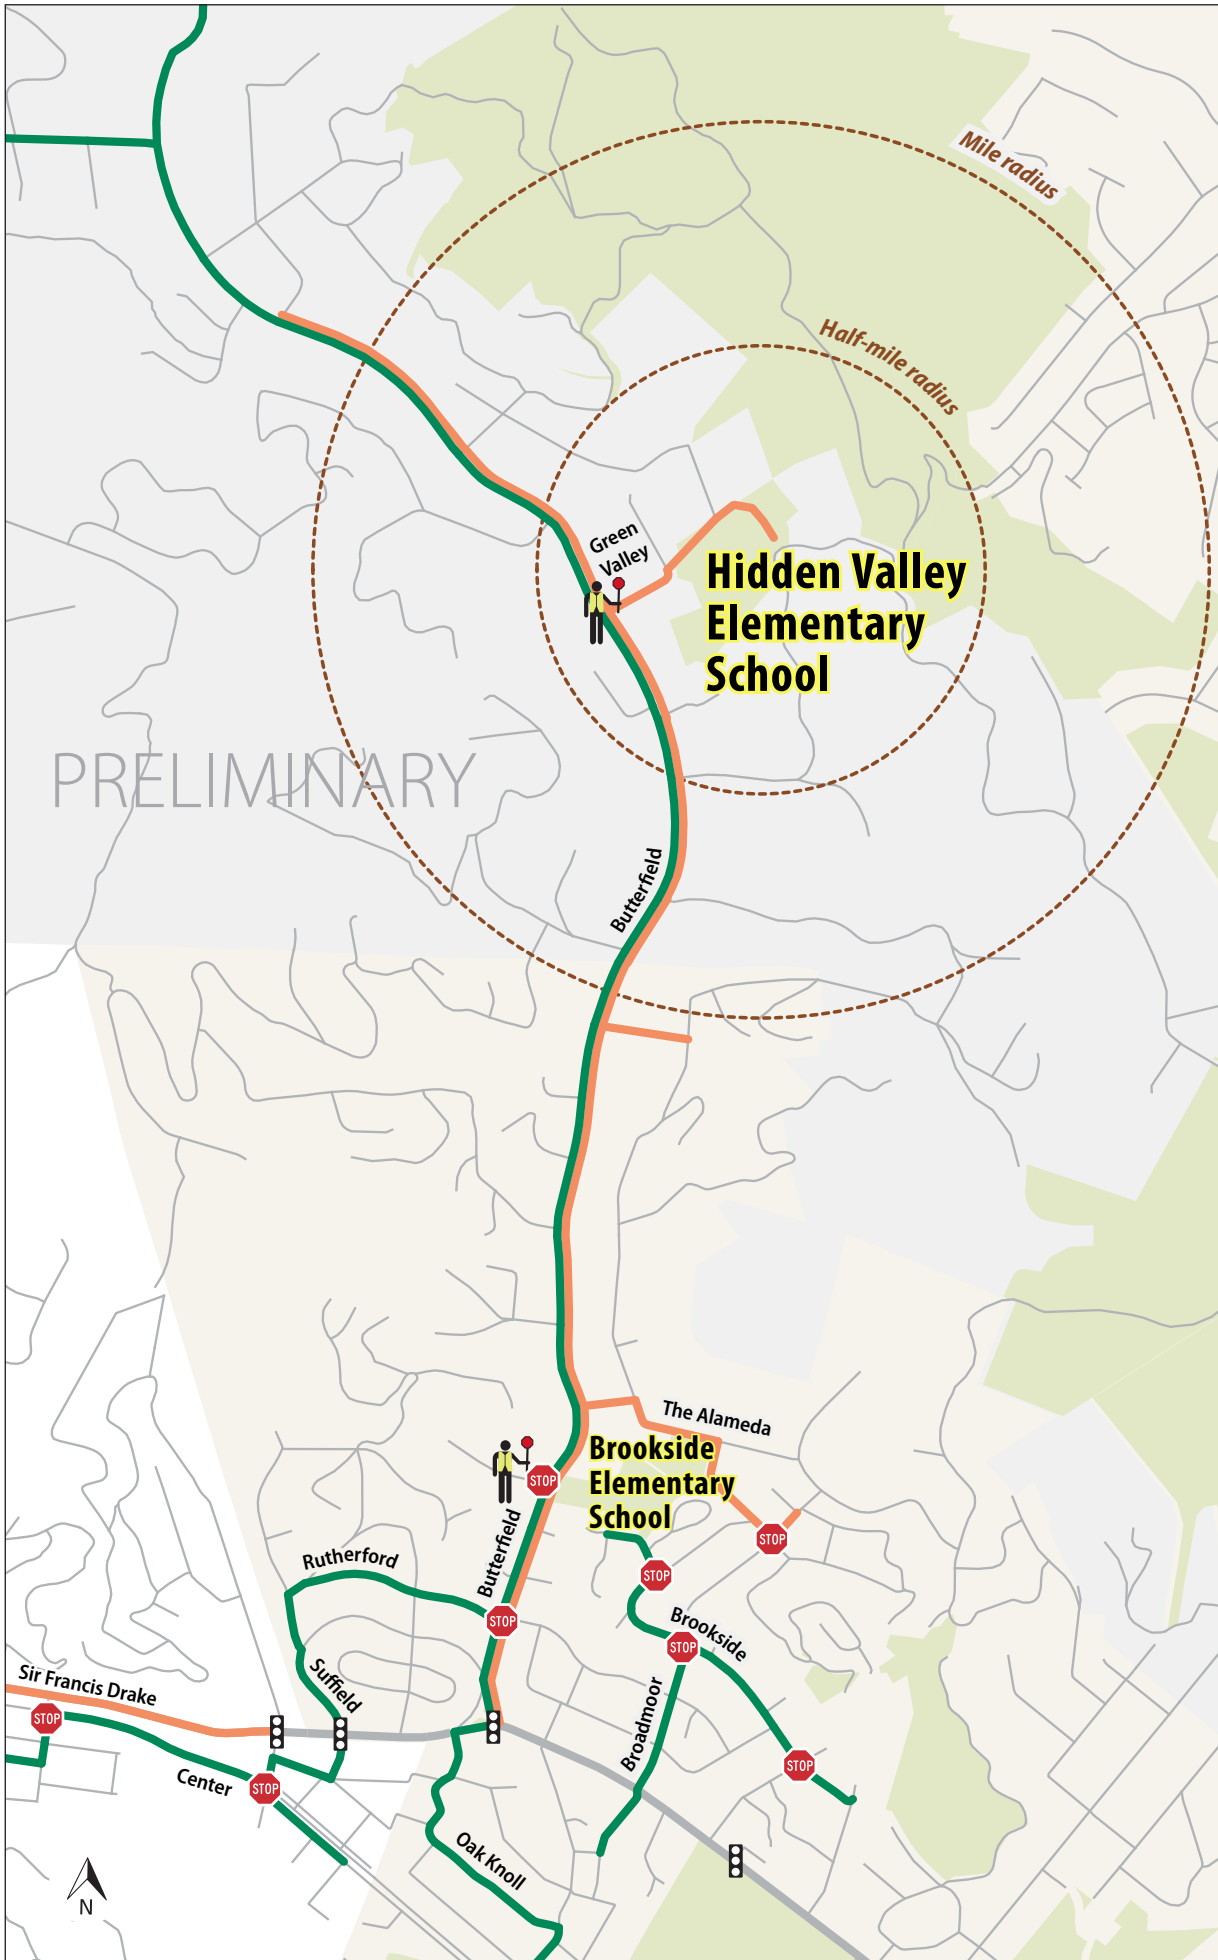 Mile radius
Half-mile radius
Green
Valley
Hidden Valley
Elementary
School
PRELIMINARY
Butterfield
The Alameda
Brookside
Elementary
School
STOP
STOP
Butterfield
Rutherford
STOP
STOP
Brookside
STOP
Suffield
Sir Francis Drake
STOP
Broadmoor
STOP
Center
STOP
Oak Knoll
N